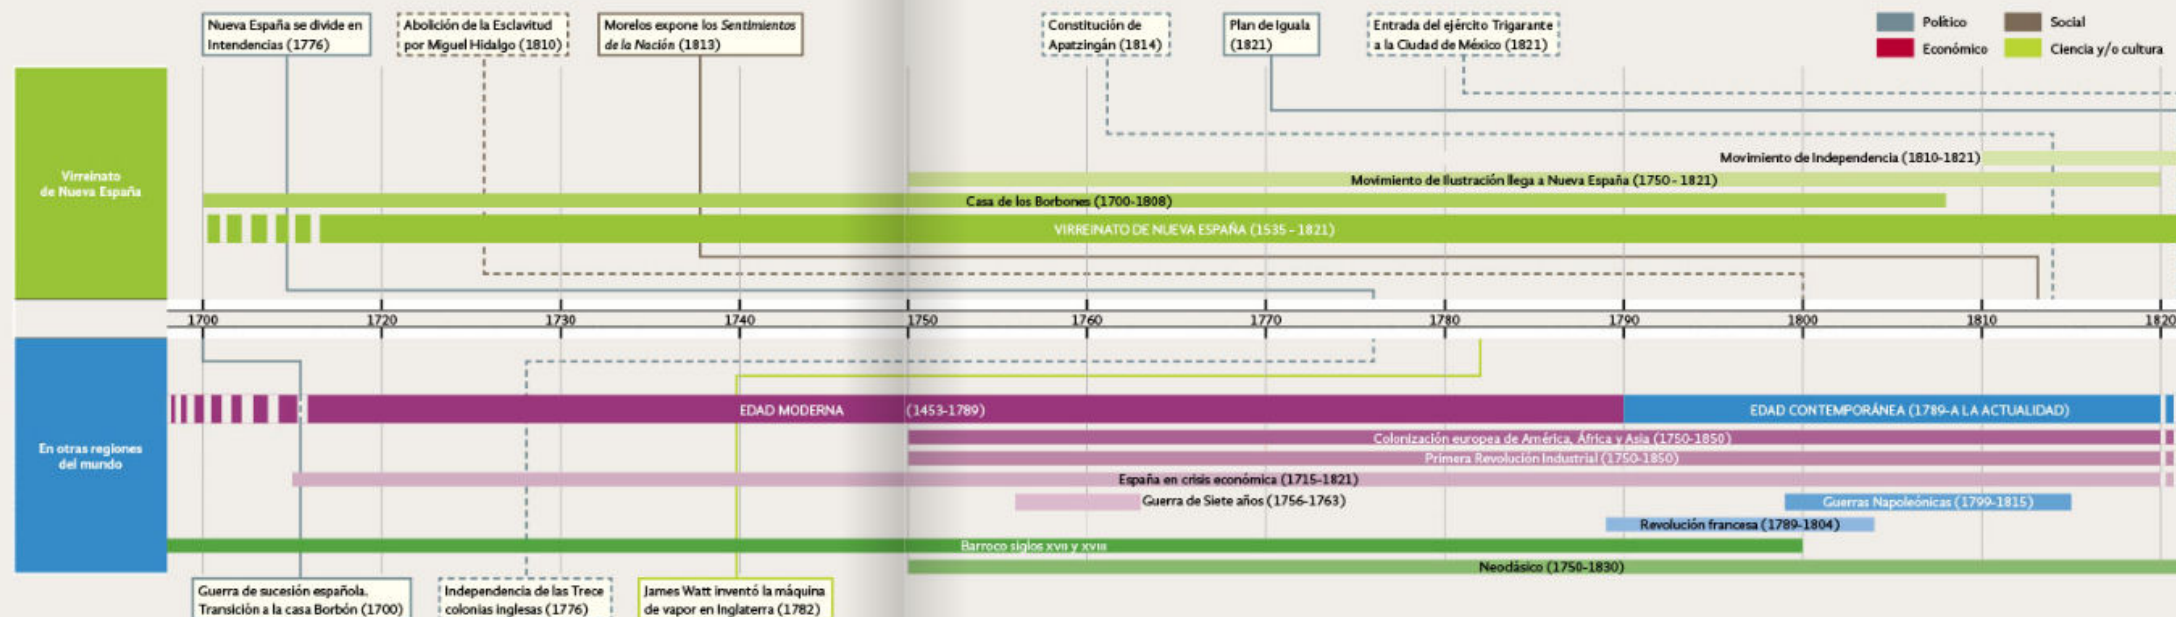 Nueva España se divide en
Intendencias (1776)
Abolición de la Esclavitud
por Miguel Hidalgo (1810)
Morelos expone los Sentimientos
de la Nación (1813)
Constitución de
Apatzingán (1814)
Plan de Iguala
(1821)
Entrada del ejército Trigarante
a la Ciudad de México (1821)
Político
Social
Económico
Ciencia y/o cultura
Virreinato
de Nueva España
Movimiento de Independencia (1810-1821)
Movimiento de Ilustración llega a Nueva España (1750 - 1821)
Casa de los Borbones (1700-1808)
VIRREINATO DE NUEVA ESPAÑA (1535 - 1821)
1700 1720 1730 1740 1750 1760 1770 1780 1790 1800 1810 1820
En otras regiones
del mundo
EDAD MODERNA (1453-1789)
EDAD CONTEMPORÁNEA (1789-A LA ACTUALIDAD)
Colonización europea de América, África y Asia (1750-1850)
Primera Revolución Industrial (1750-1850)
España en crisis económica (1715-1821)
Guerra de Siete años (1756-1763)
Guerras Napoleónicas (1799-1815)
Revolución francesa (1789-1804)
Barroco siglos XVII y XVIII
Neoclásico (1750-1830)
Guerra de sucesión española.
Transición a la casa Borbón (1700)
Independencia de las Trece
colonias inglesas (1776)
James Watt inventó la máquina
de vapor en Inglaterra (1782)